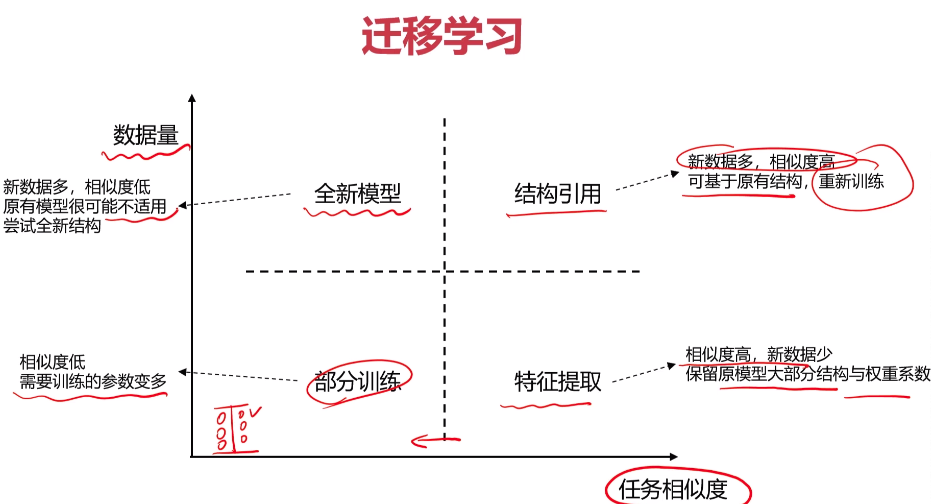 迁移学习
数据量
新数据多，相似度低
原有模型很可能不适用
尝试全新结构
全新模型
结构引用
新数据多，相似度高
可基于原有结构，重新训练
相似度低
需要训练的参数变多
部分训练
特征提取
相似度高，新数据少
保留原模型大部分结构与权重系数
任务相似度